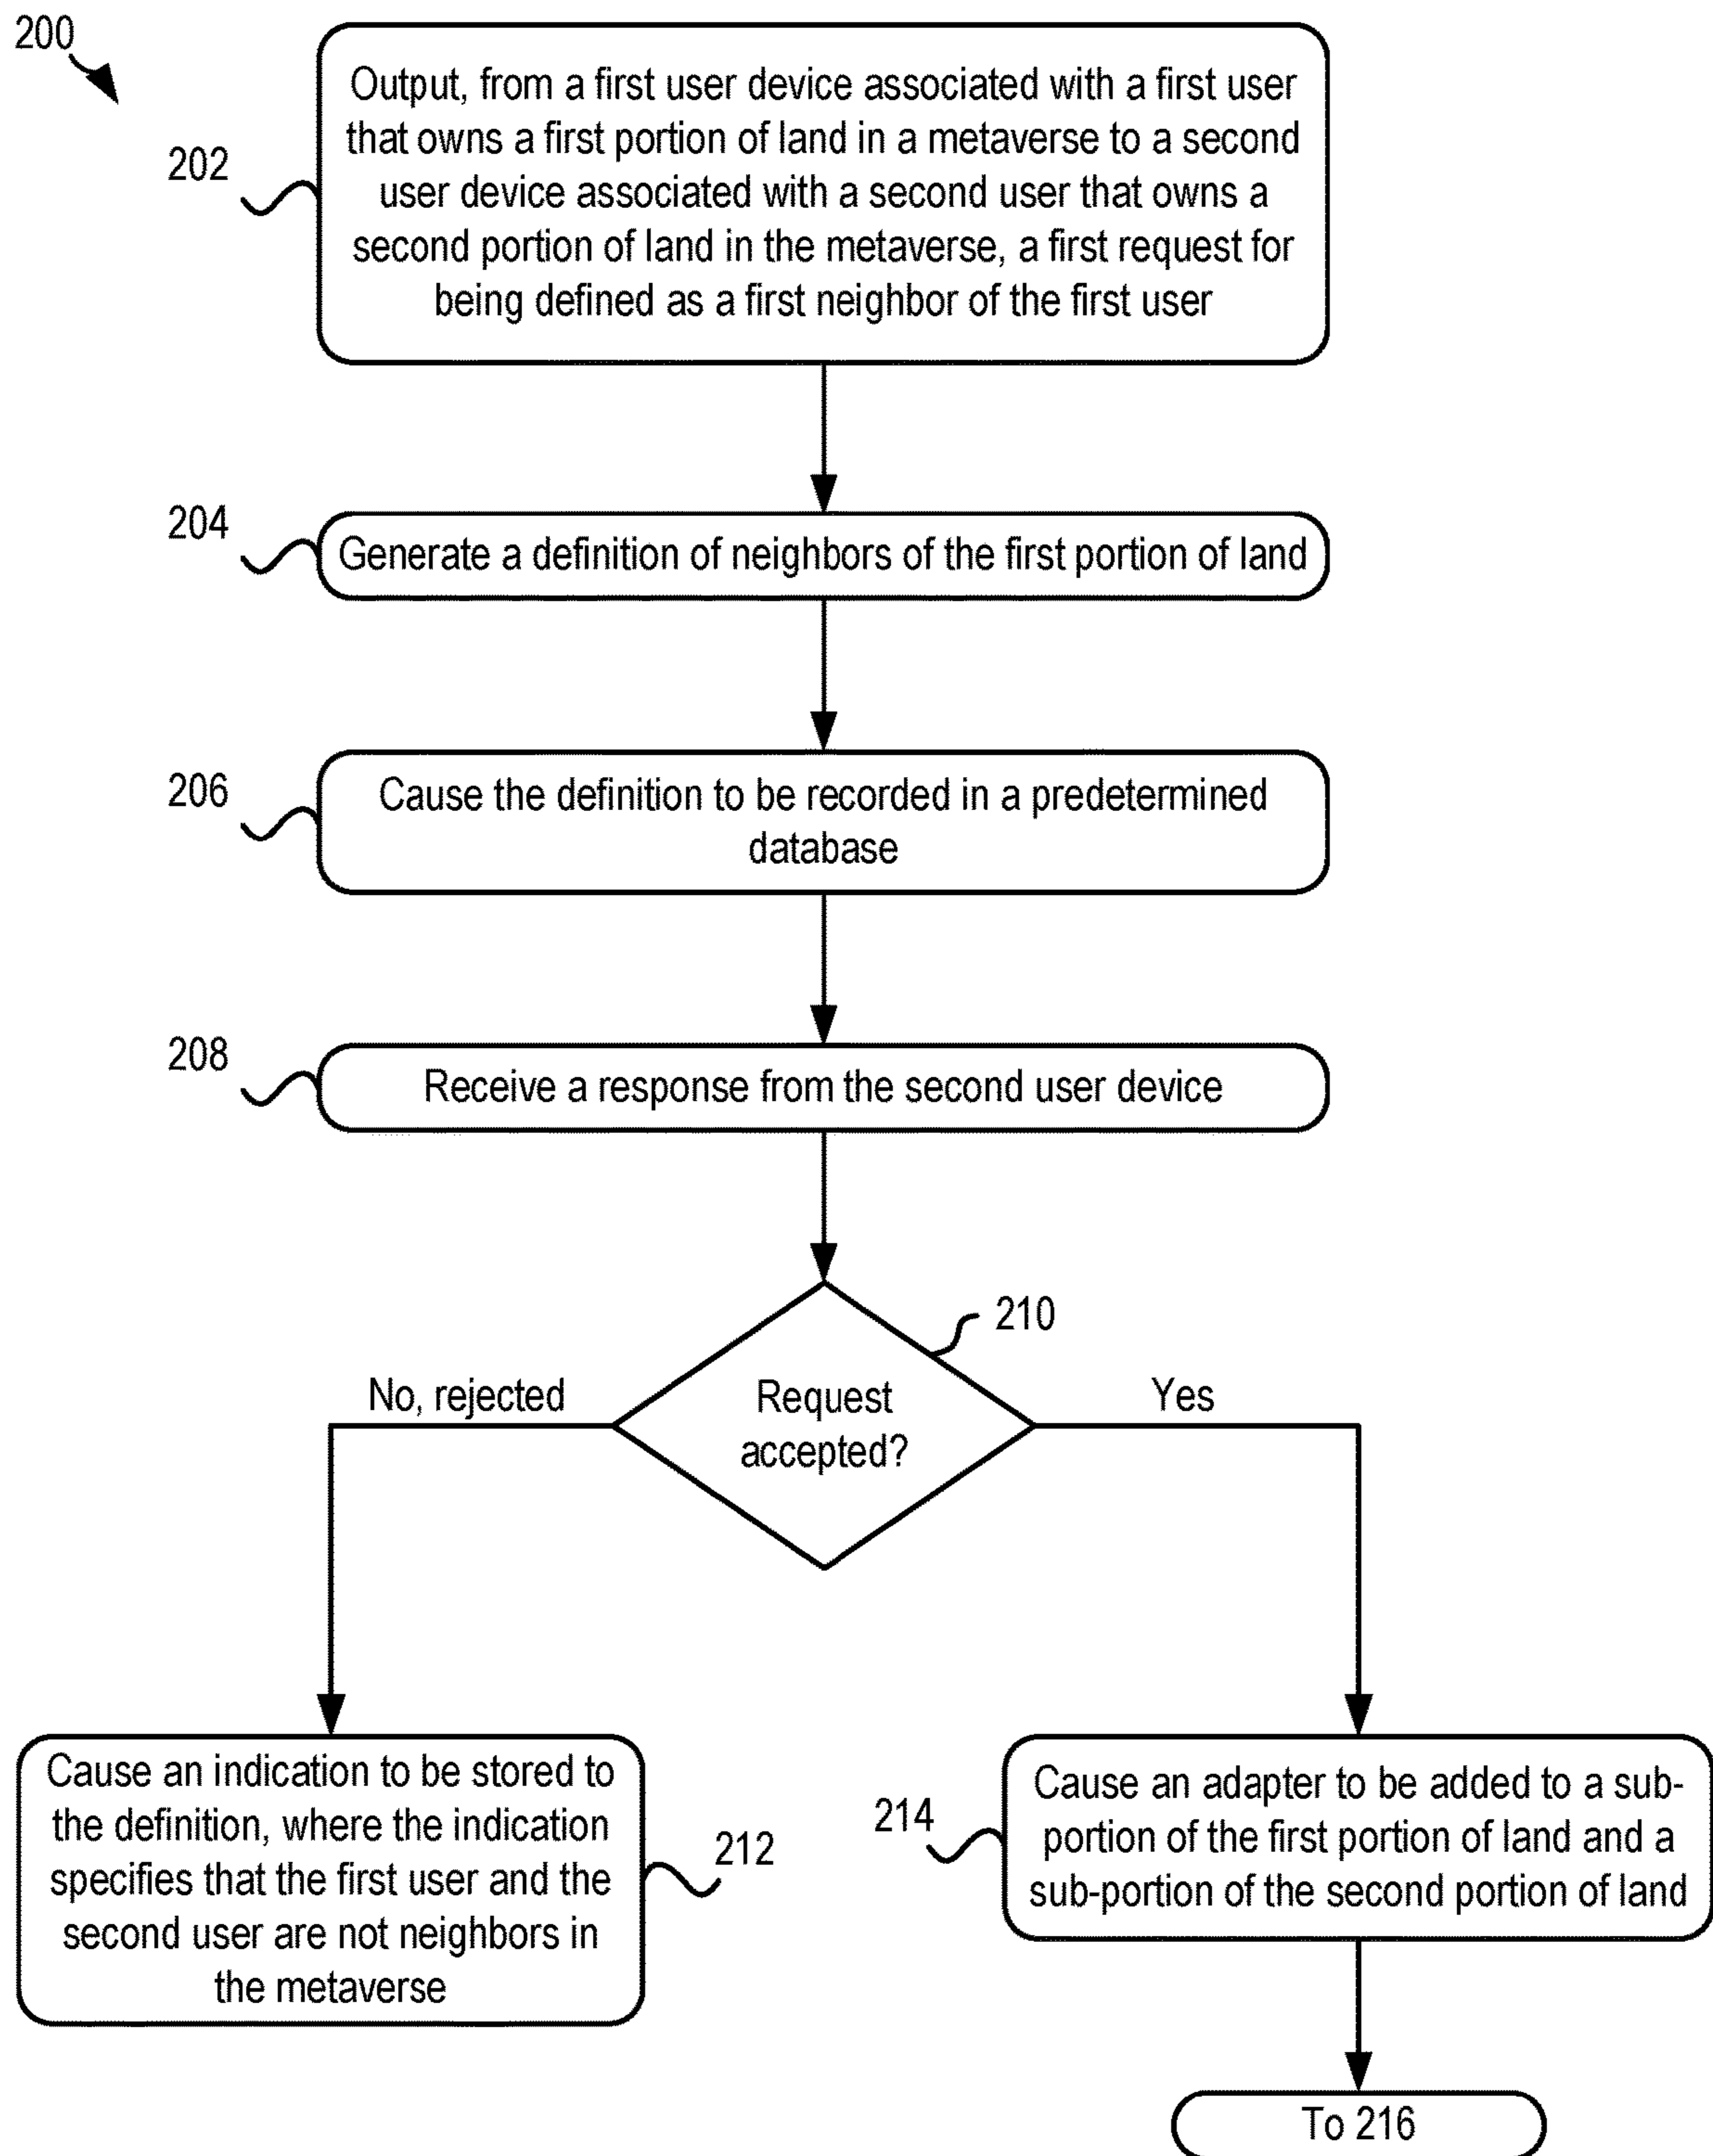 200
202
Output, from a first user device associated with a first user
that owns a first portion of land in a metaverse to a second
user device associated with a second user that owns a
second portion of land in the metaverse, a first request for
being defined as a first neighbor of the first user
204
Generate a definition of neighbors of the first portion of land
206
Cause the definition to be recorded in a predetermined
database
208
Receive a response from the second user device
210
Request
accepted?
No, rejected
Yes
Cause an indication to be stored to
the definition, where the indication
specifies that the first user and the
second user are not neighbors in
the metaverse
212
214
Cause an adapter to be added to a sub-
portion of the first portion of land and a
sub-portion of the second portion of land
To 216